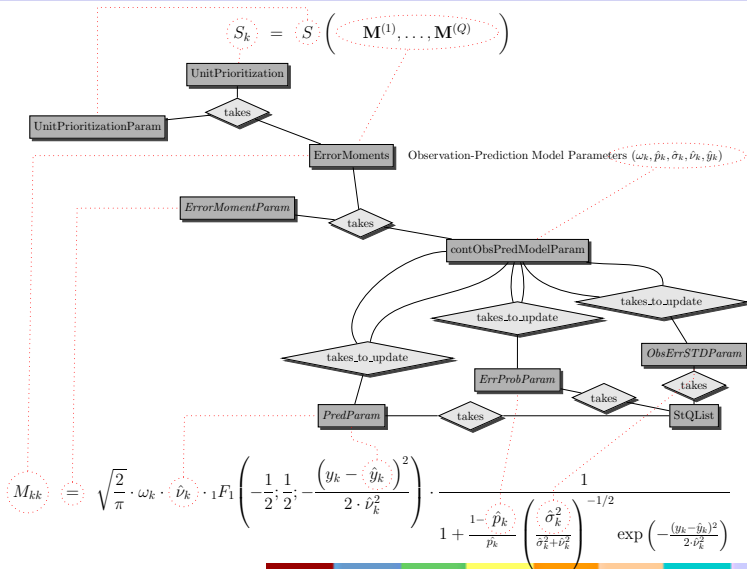 S_k = S ( M^(1), . . . , M^(Q) )
UnitPrioritization
takes
UnitPrioritizationParam
ErrorMoments Observation-Prediction Model Parameters (ω_k, p̂_k, σ̂_k, ν̂_k, ŷ_k)
ErrorMomentParam
takes
contObsPredModelParam
takes_to_update
takes_to_update
takes_to_update
ObsErrSTDParam
ErrProbParam
takes
takes
PredParam takes StQList
M_kk = √(2/π) · ω_k · ν̂_k · ₁F₁( −1/2; 1/2; −(y_k − ŷ_k)² / (2 · ν̂_k²) ) · 1 / ( 1 + (1− p̂_k)/p̂_k ( σ̂_k² / (σ̂_k² + ν̂_k²) )^(−1/2) exp ( −(y_k − ŷ_k)² / (2·ν̂_k²) ) )